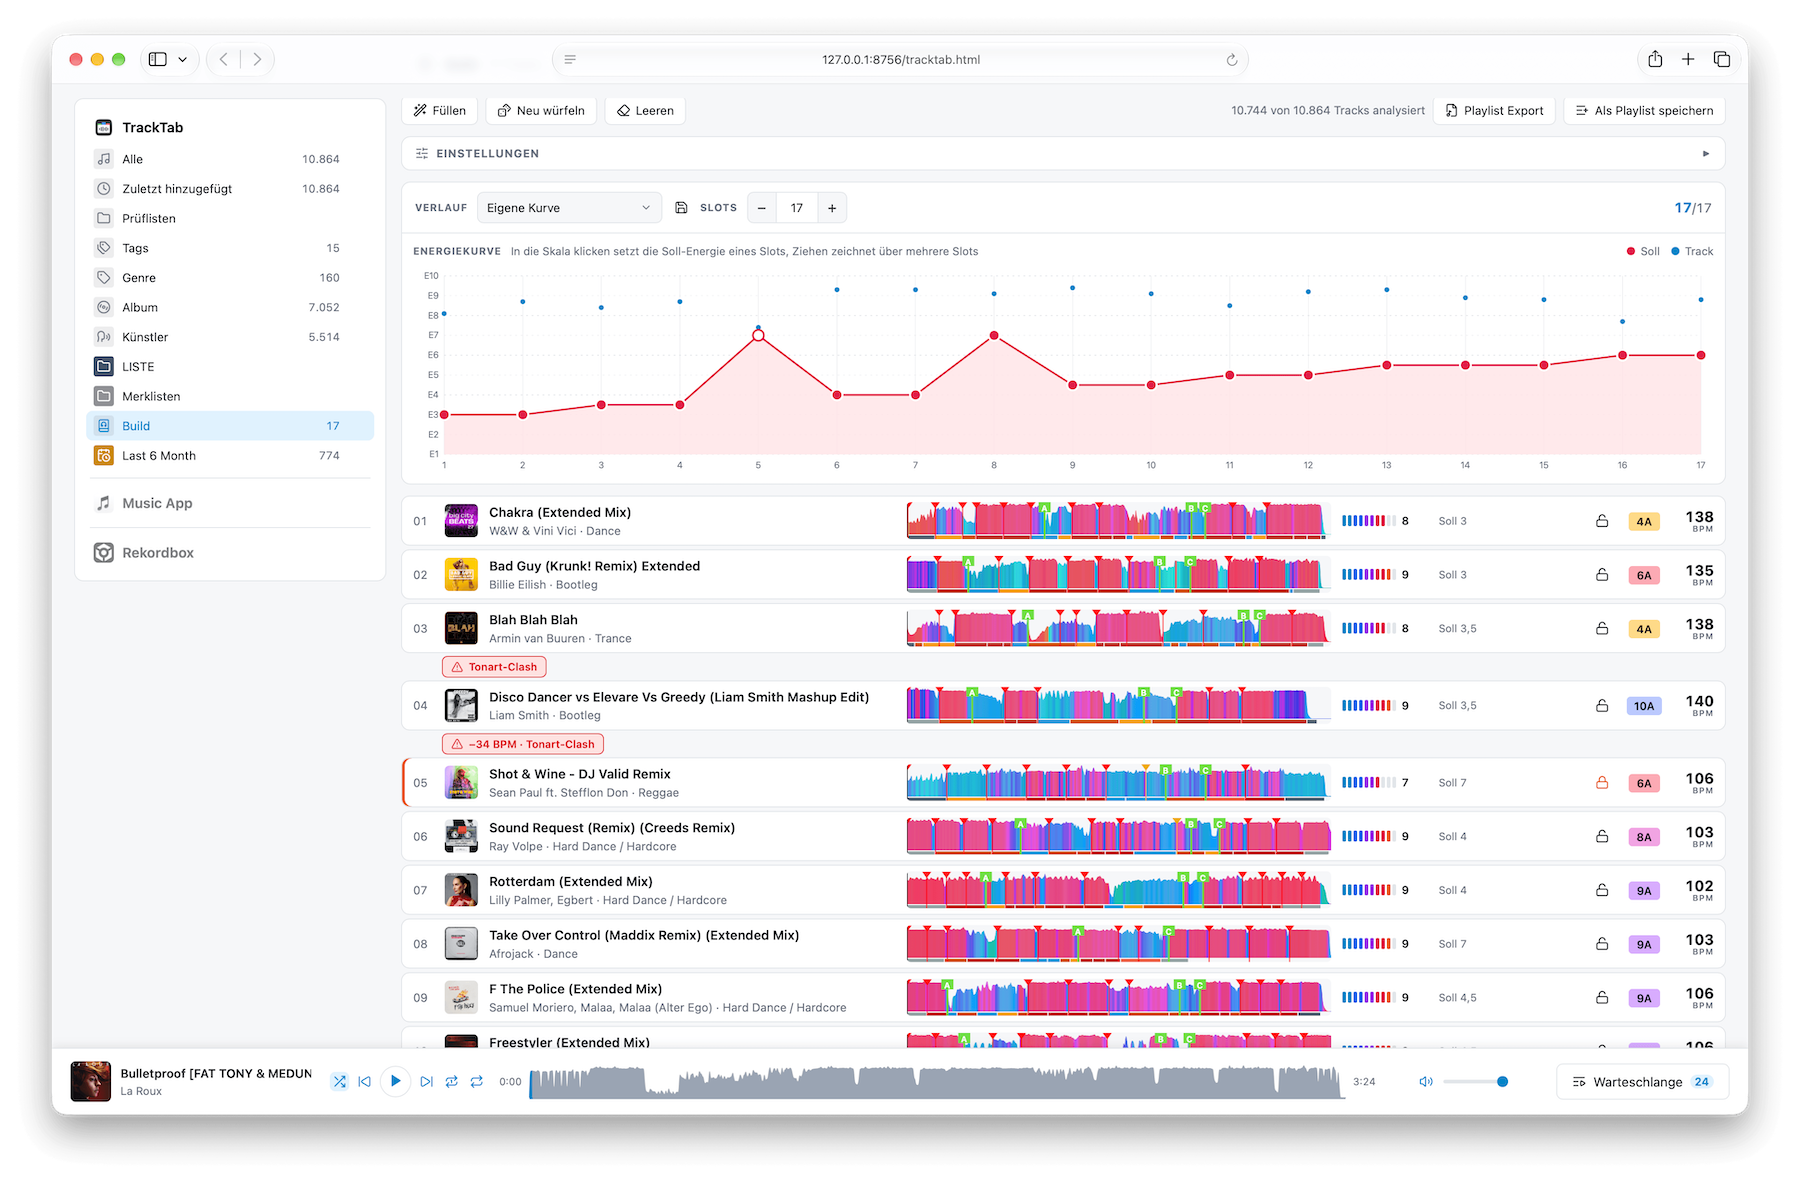 127.0.0.1:8756/tracktab.html
TrackTab
Alle 10.864
Zuletzt hinzugefügt 10.864
Prüflisten
Tags 15
Genre 160
Album 7.052
Künstler 5.514
LISTE
Merklisten
Build 17
Last 6 Month 774
Music App
Rekordbox
Füllen Neu würfeln Leeren 10.744 von 10.864 Tracks analysiert Playlist Export Als Playlist speichern
EINSTELLUNGEN
VERLAUF Eigene Kurve SLOTS − 17 + 17/17
ENERGIEKURVE In die Skala klicken setzt die Soll-Energie eines Slots, Ziehen zeichnet über mehrere Slots Soll Track
E10
E9
E8
E7
E6
E5
E4
E3
E2
E1
1 2 3 4 5 6 7 8 9 10 11 12 13 14 15 16 17
01 Chakra (Extended Mix) A B C 8 Soll 3 4A 138 BPM
W&W & Vini Vici · Dance
02 Bad Guy (Krunk! Remix) Extended A B C 9 Soll 3 6A 135 BPM
Billie Eilish · Bootleg
03 Blah Blah Blah A B C 8 Soll 3,5 4A 138 BPM
Armin van Buuren · Trance
Tonart-Clash
04 Disco Dancer vs Elevare Vs Greedy (Liam Smith Mashup Edit) A B C 9 Soll 3,5 10A 140 BPM
Liam Smith · Bootleg
−34 BPM · Tonart-Clash
05 Shot & Wine - DJ Valid Remix B C 7 Soll 7 6A 106 BPM
Sean Paul ft. Stefflon Don · Reggae
06 Sound Request (Remix) (Creeds Remix) A B C 9 Soll 4 8A 103 BPM
Ray Volpe · Hard Dance / Hardcore
07 Rotterdam (Extended Mix) A B C 9 Soll 4 9A 102 BPM
Lilly Palmer, Egbert · Hard Dance / Hardcore
08 Take Over Control (Maddix Remix) (Extended Mix) A C 9 Soll 7 9A 103 BPM
Afrojack · Dance
09 F The Police (Extended Mix) A B C 9 Soll 4,5 9A 106 BPM
Samuel Moriero, Malaa, Malaa (Alter Ego) · Hard Dance / Hardcore
Freestyler (Extended Mix) A B C 106
Bulletproof [FAT TONY & MEDUN
La Roux
0:00 3:24 Warteschlange 24